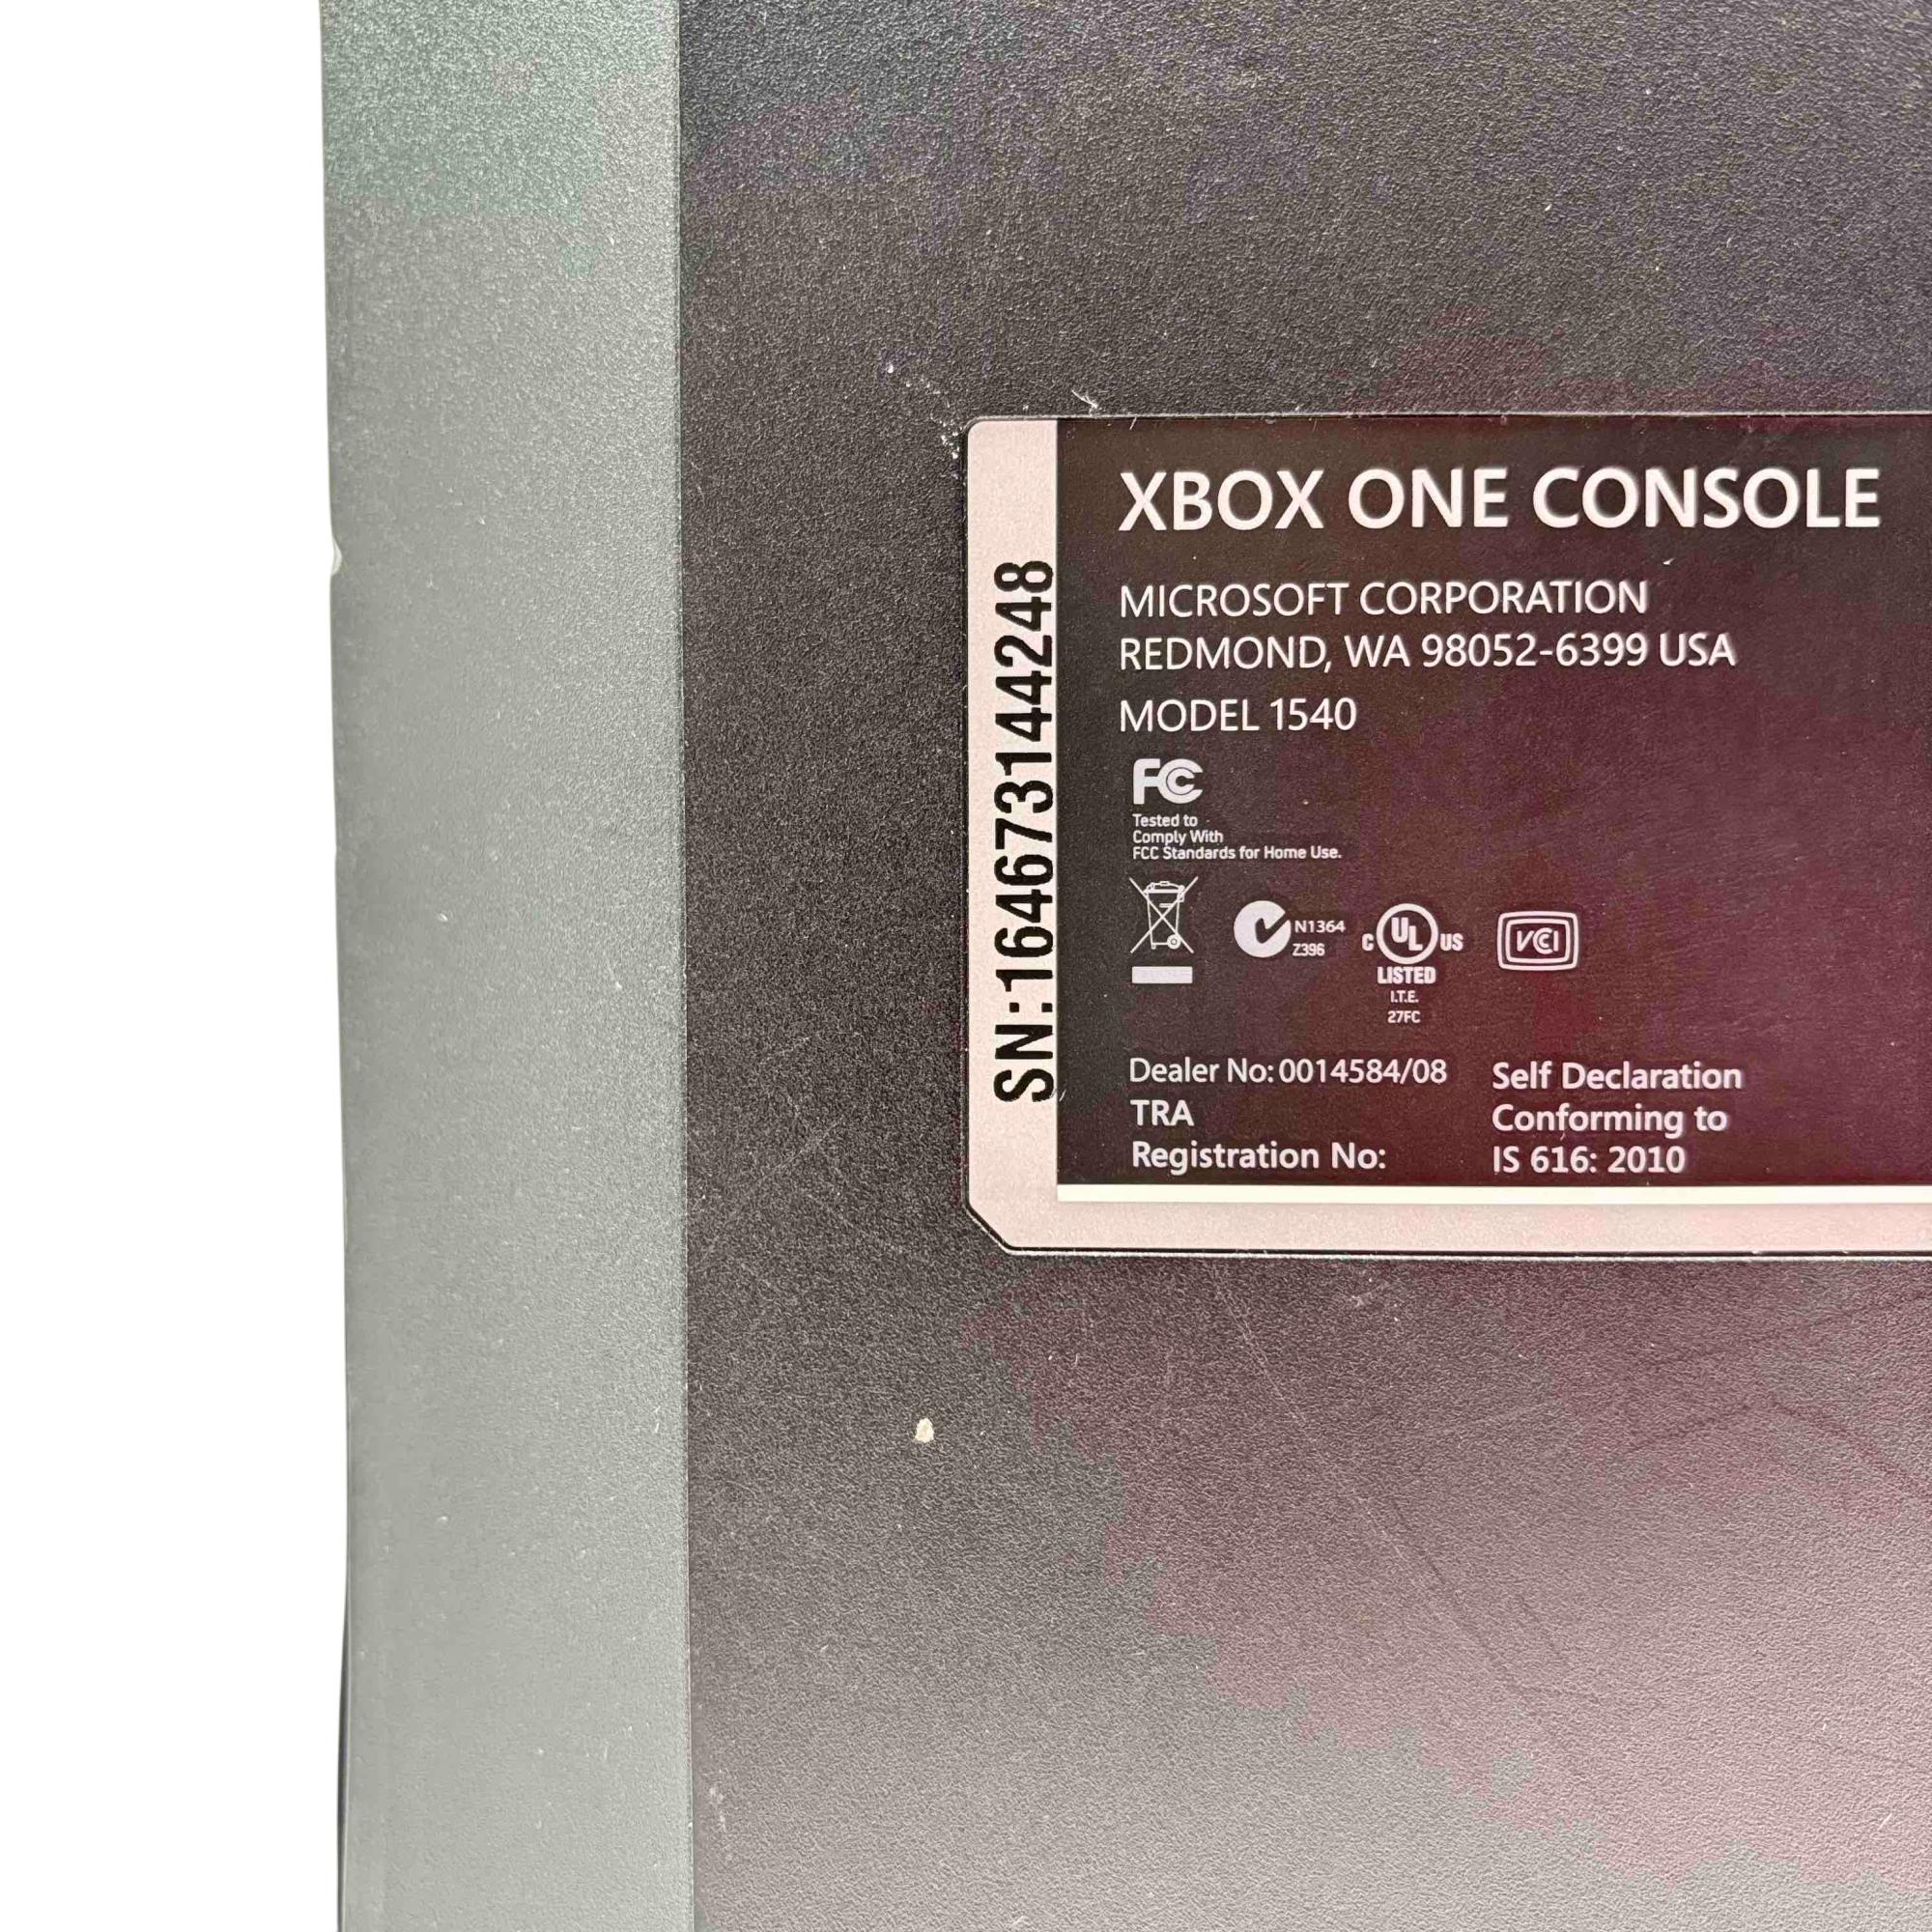 XBOX ONE CONSOLE
MICROSOFT CORPORATION
REDMOND, WA 98052-6399 USA
MODEL 1540
FC
Tested to
Comply With
FCC Standards for Home Use.
N1364
Z396
C UL US
LISTED
I.T.E.
27FC
VCCI
Dealer No: 0014584/08
TRA
Registration No:
Self Declaration
Conforming to
IS 616: 2010
SN:164673144248